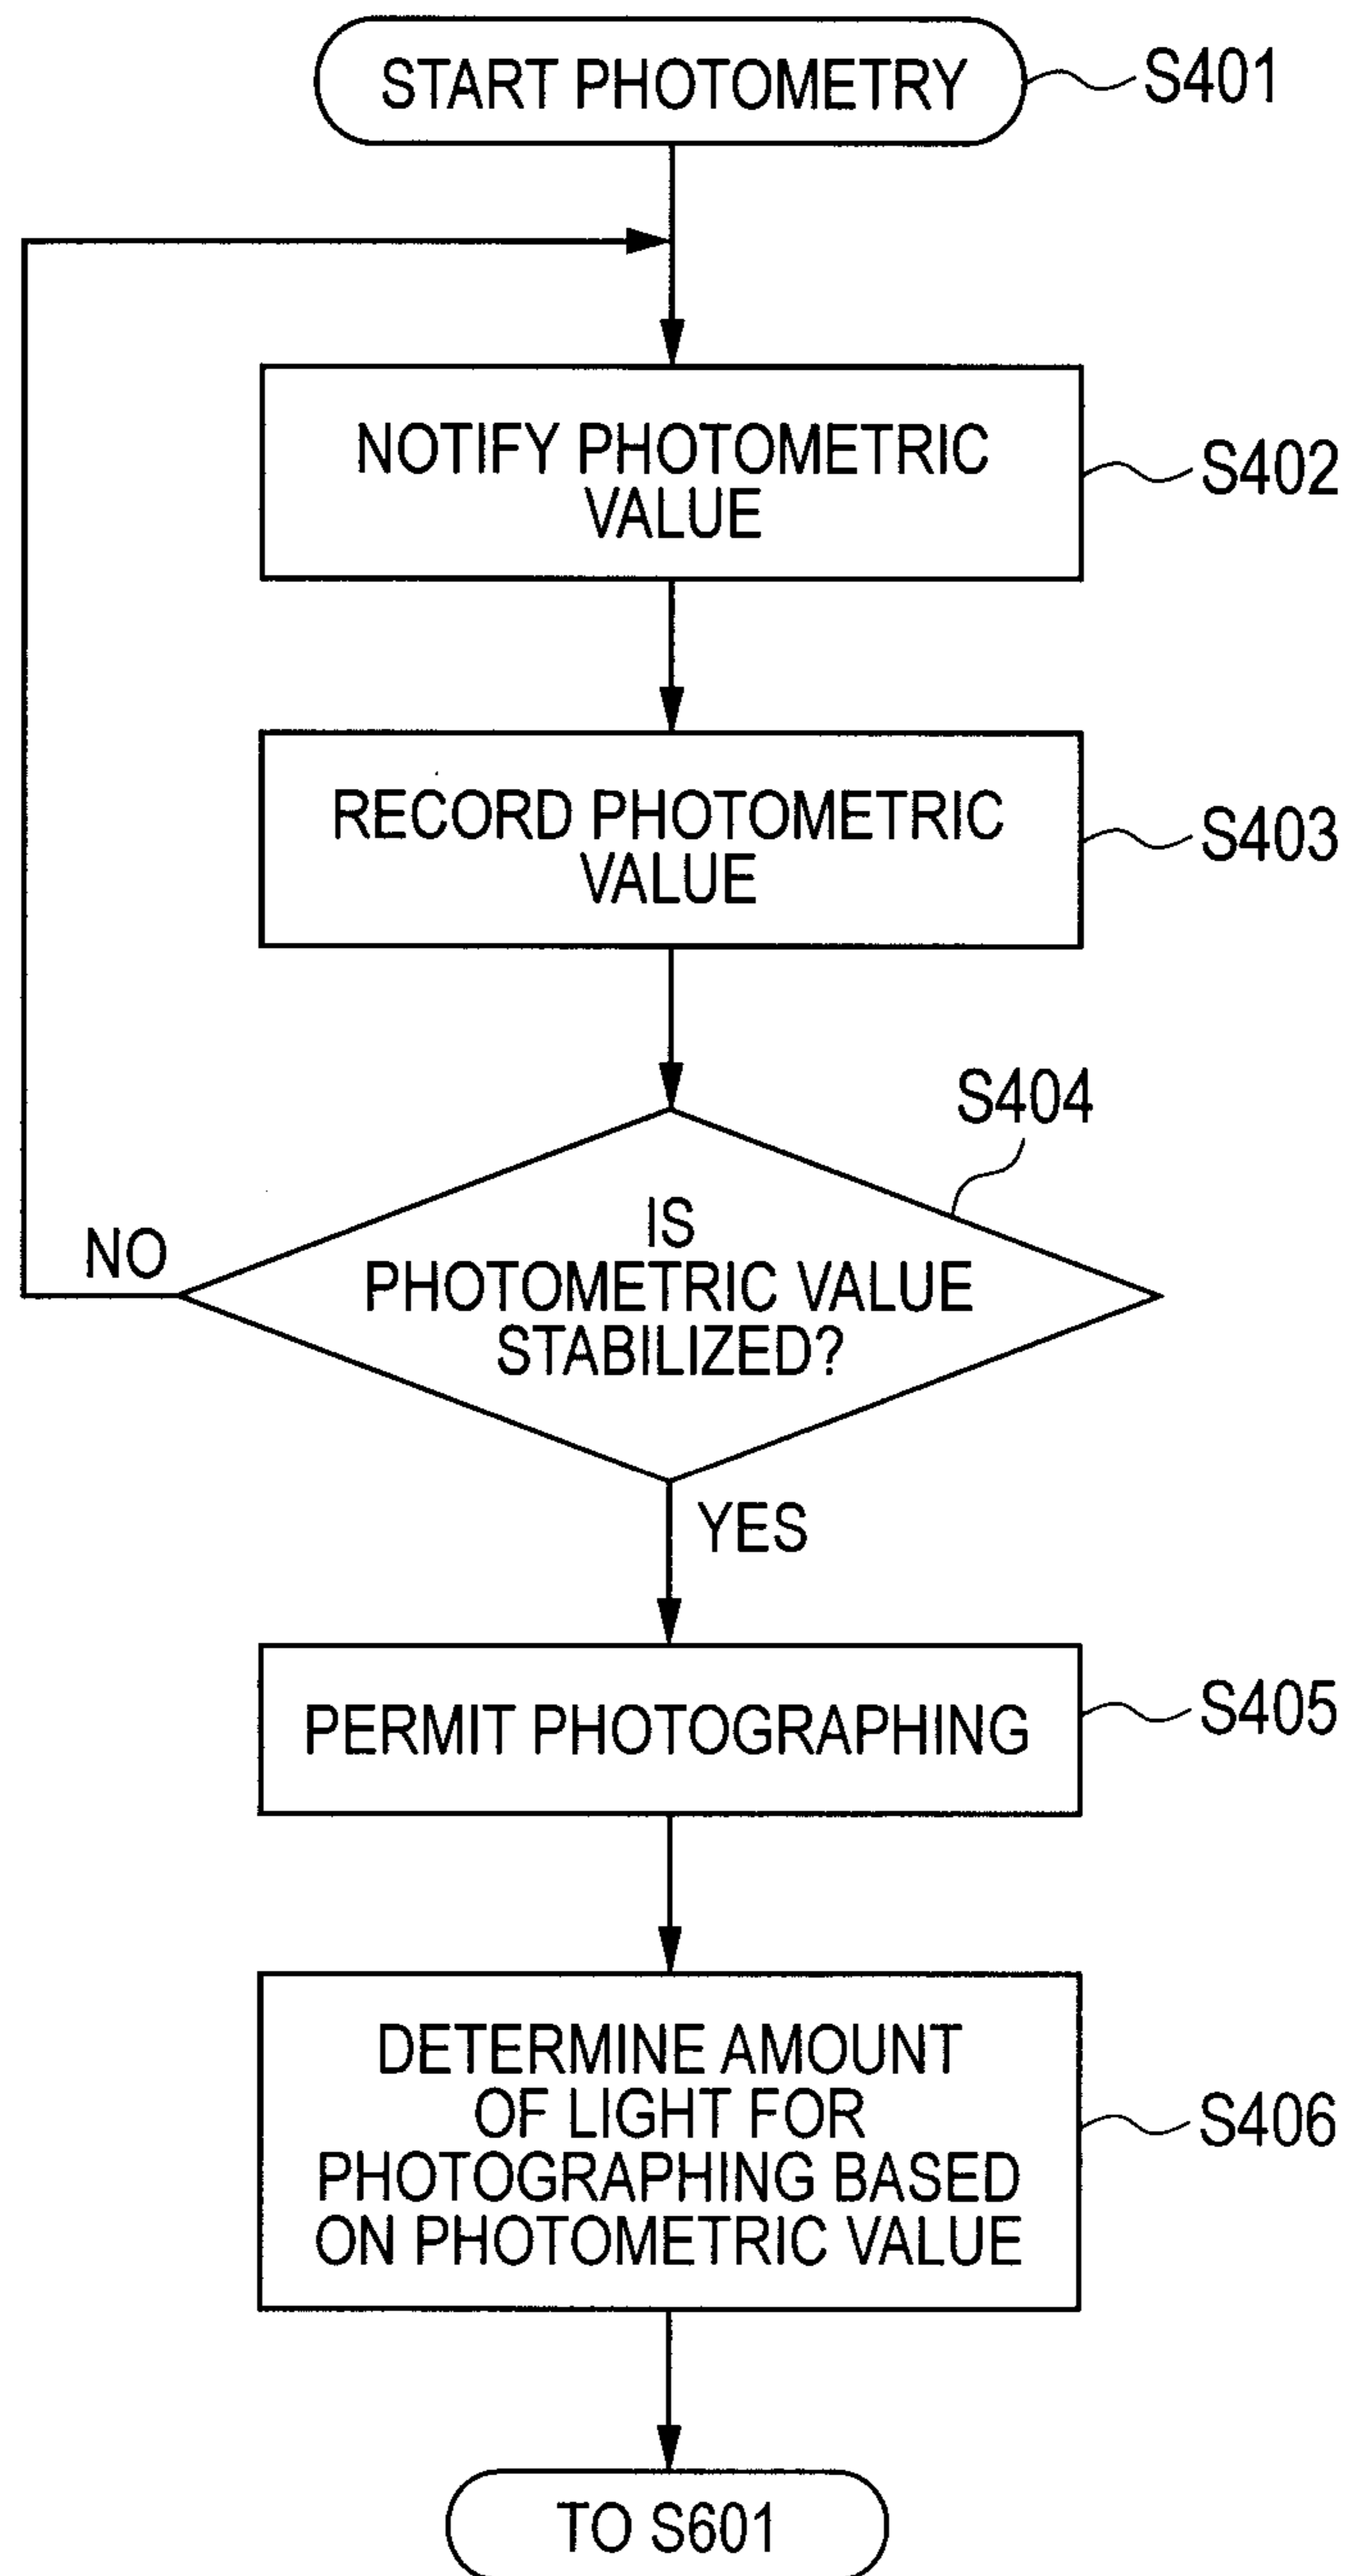 START PHOTOMETRY
S401
NOTIFY PHOTOMETRIC
VALUE
S402
RECORD PHOTOMETRIC
VALUE
S403
S404
IS
PHOTOMETRIC VALUE
STABILIZED?
NO
YES
PERMIT PHOTOGRAPHING
S405
DETERMINE AMOUNT
OF LIGHT FOR
PHOTOGRAPHING BASED
ON PHOTOMETRIC VALUE
S406
TO S601